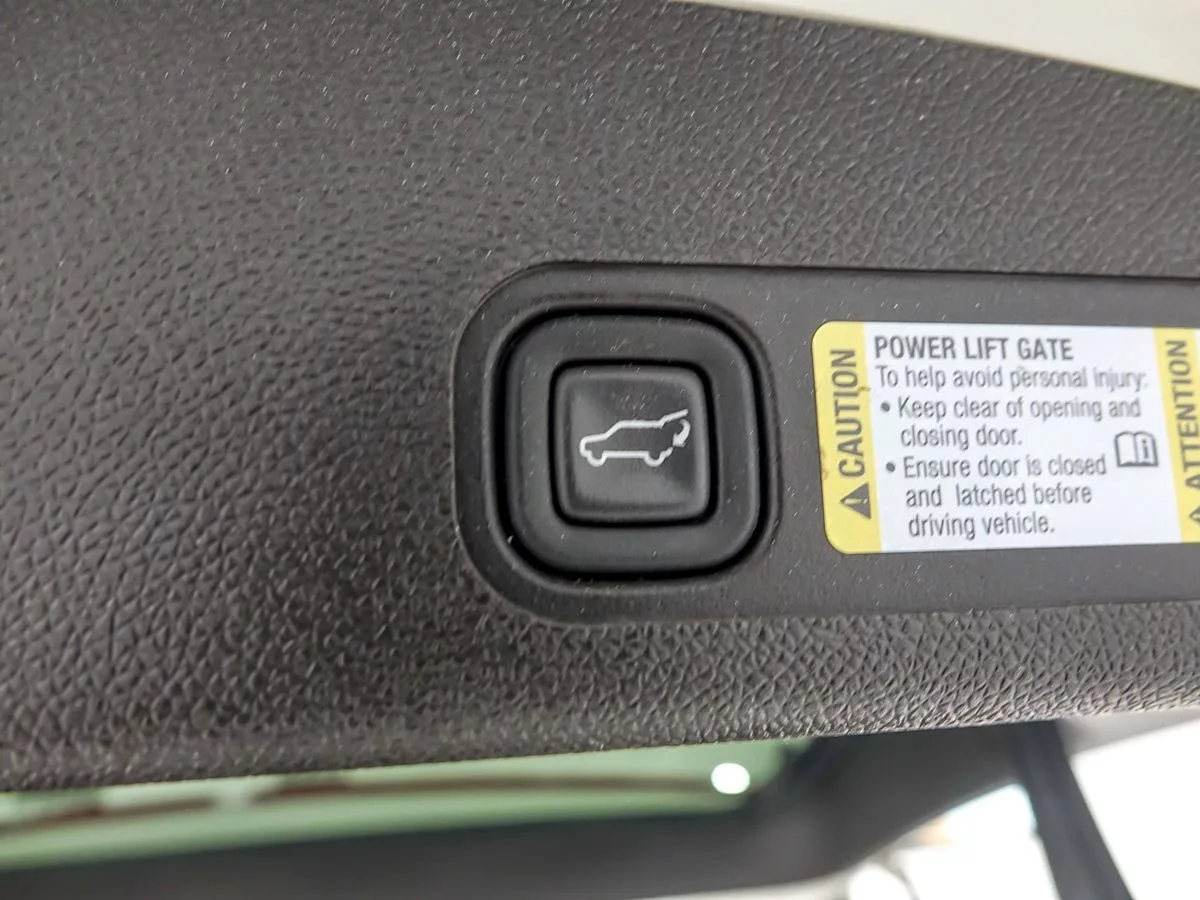 CAUTION
POWER LIFT GATE
To help avoid personal injury:
• Keep clear of opening and
closing door.
• Ensure door is closed
and latched before
driving vehicle.
ATTENTION